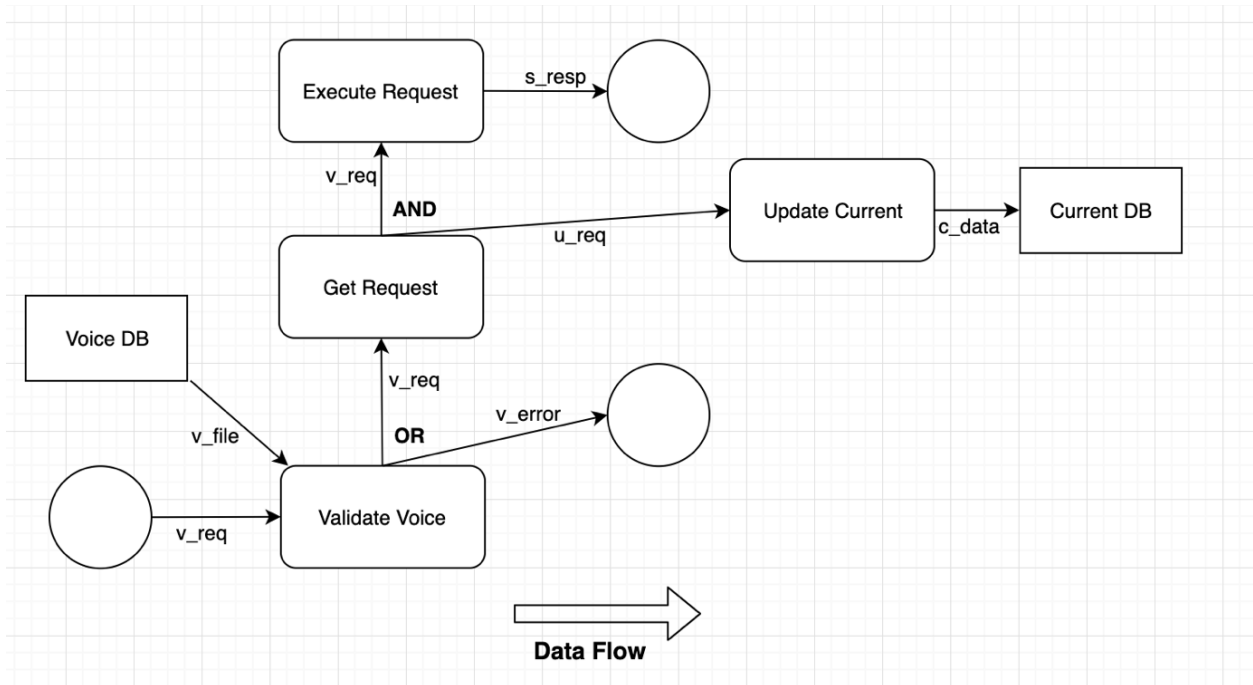 Execute Request
s_resp
v_req
AND
u_req
Update Current
c_data
Current DB
Get Request
Voice DB
v_req
v_error
v_file
OR
Validate Voice
v_req
Data Flow